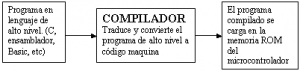 Programa en
lenguaje de
alto nivel. (C,
ensamblador,
Basic, etc)
COMPILADOR
Traduce y convierte el
programa de alto nivel a
código maquina
El programa
compilado se
carga en la
memoria ROM
del
microcontrolador